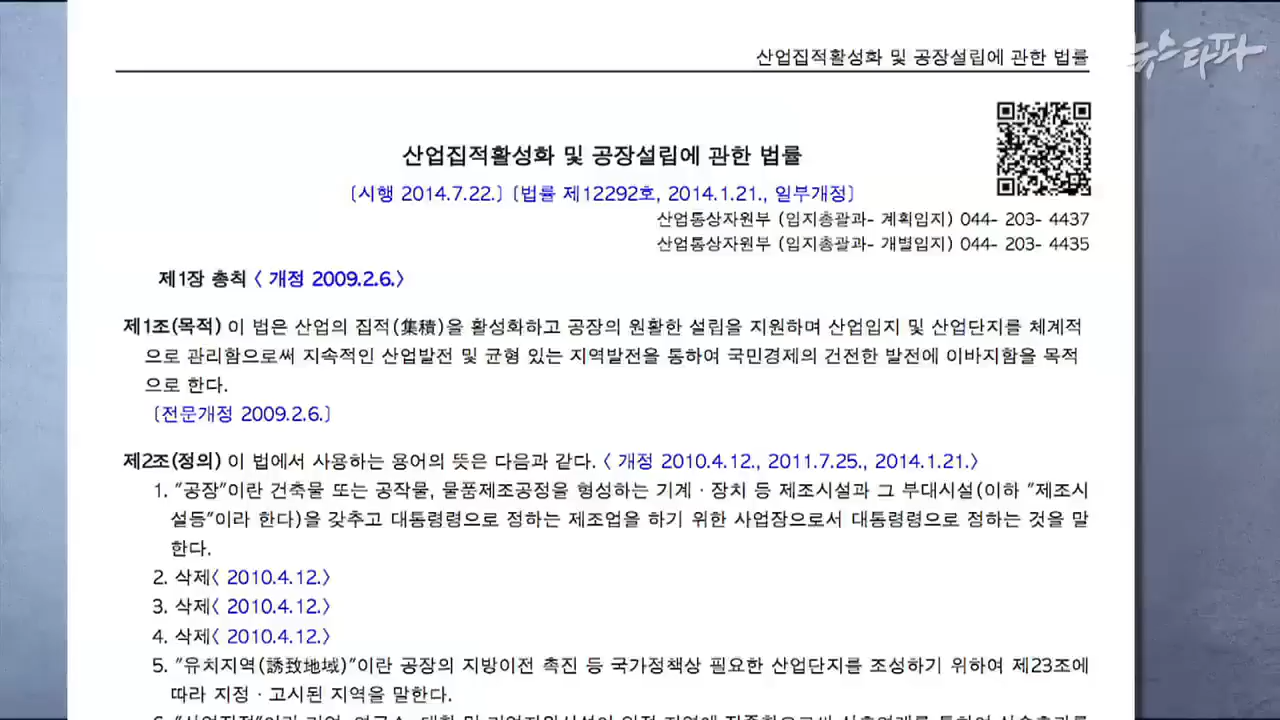 산업집적활성화 및 공장설립에 관한 법률
뉴스타파
산업집적활성화 및 공장설립에 관한 법률
[시행 2014.7.22.] [법률 제12292호, 2014.1.21., 일부개정]
산업통상자원부 (입지총괄과- 계획입지) 044- 203- 4437
산업통상자원부 (입지총괄과- 개별입지) 044- 203- 4435
제1장 총칙 < 개정 2009.2.6.>
제1조(목적) 이 법은 산업의 집적(集積)을 활성화하고 공장의 원활한 설립을 지원하며 산업입지 및 산업단지를 체계적
으로 관리함으로써 지속적인 산업발전 및 균형 있는 지역발전을 통하여 국민경제의 건전한 발전에 이바지함을 목적
으로 한다.
[전문개정 2009.2.6.]
제2조(정의) 이 법에서 사용하는 용어의 뜻은 다음과 같다. < 개정 2010.4.12., 2011.7.25., 2014.1.21.>
1. "공장"이란 건축물 또는 공작물, 물품제조공정을 형성하는 기계ㆍ장치 등 제조시설과 그 부대시설(이하 "제조시
설등"이라 한다)을 갖추고 대통령령으로 정하는 제조업을 하기 위한 사업장으로서 대통령령으로 정하는 것을 말
한다.
2. 삭제< 2010.4.12.>
3. 삭제< 2010.4.12.>
4. 삭제< 2010.4.12.>
5. "유치지역(誘致地域)"이란 공장의 지방이전 촉진 등 국가정책상 필요한 산업단지를 조성하기 위하여 제23조에
따라 지정ㆍ고시된 지역을 말한다.